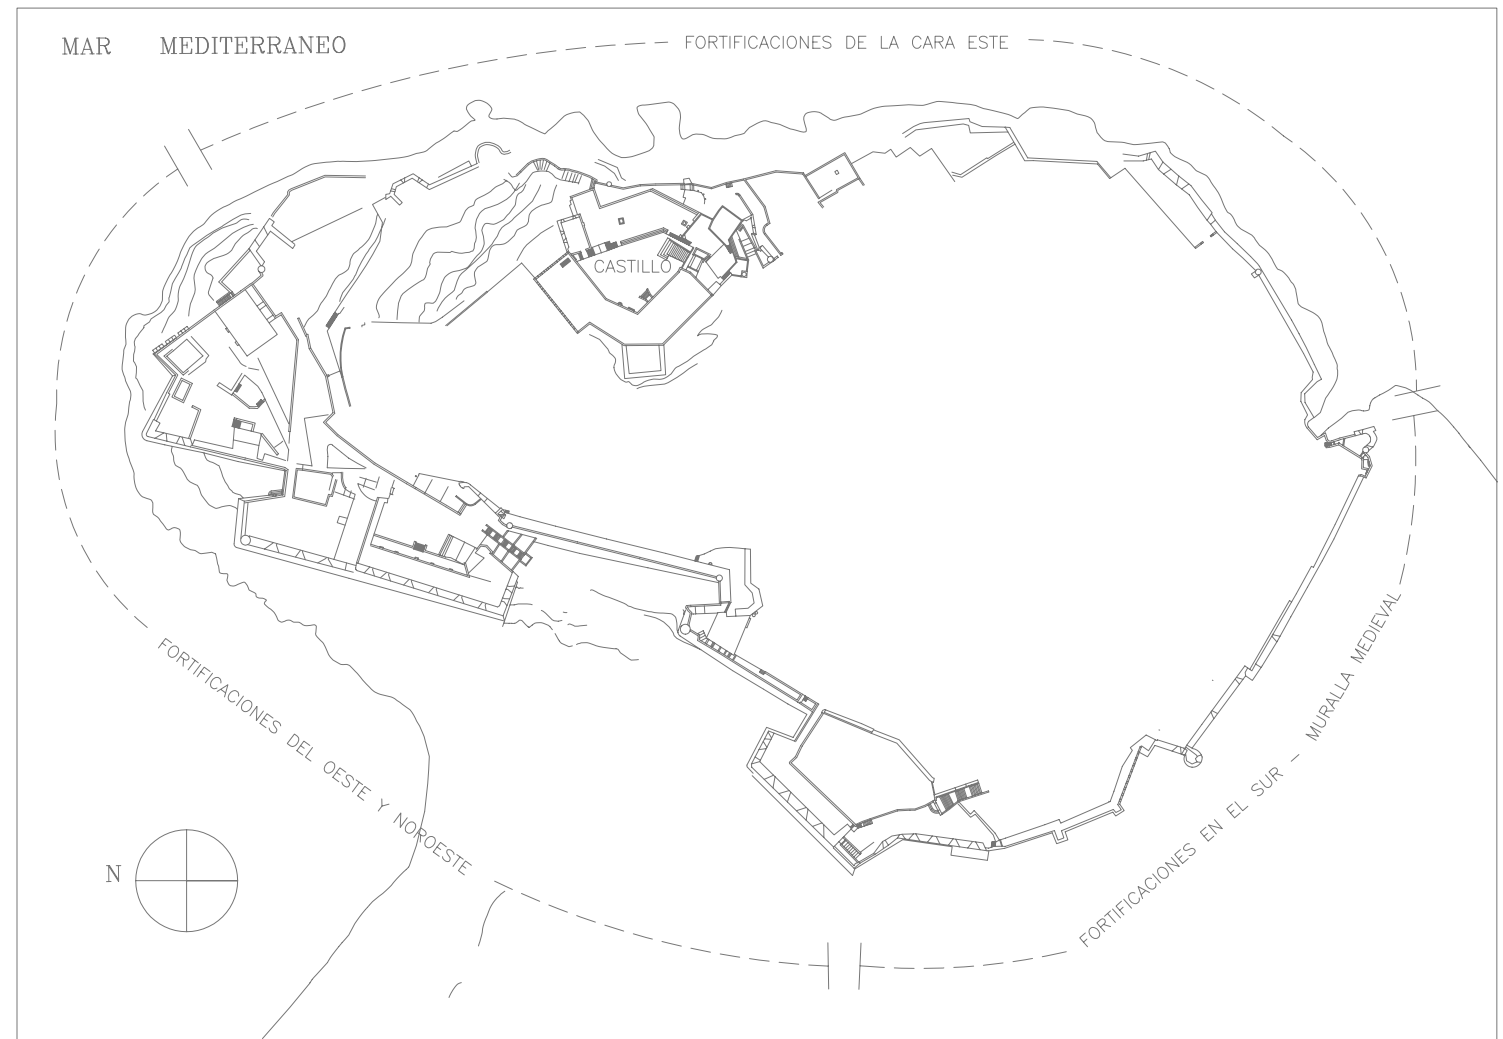 MAR MEDITERRANEO
FORTIFICACIONES DE LA CARA ESTE
CASTILLO
FORTIFICACIONES DEL OESTE Y NOROESTE
FORTIFICACIONES EN EL SUR - MURALLA MEDIEVAL
N